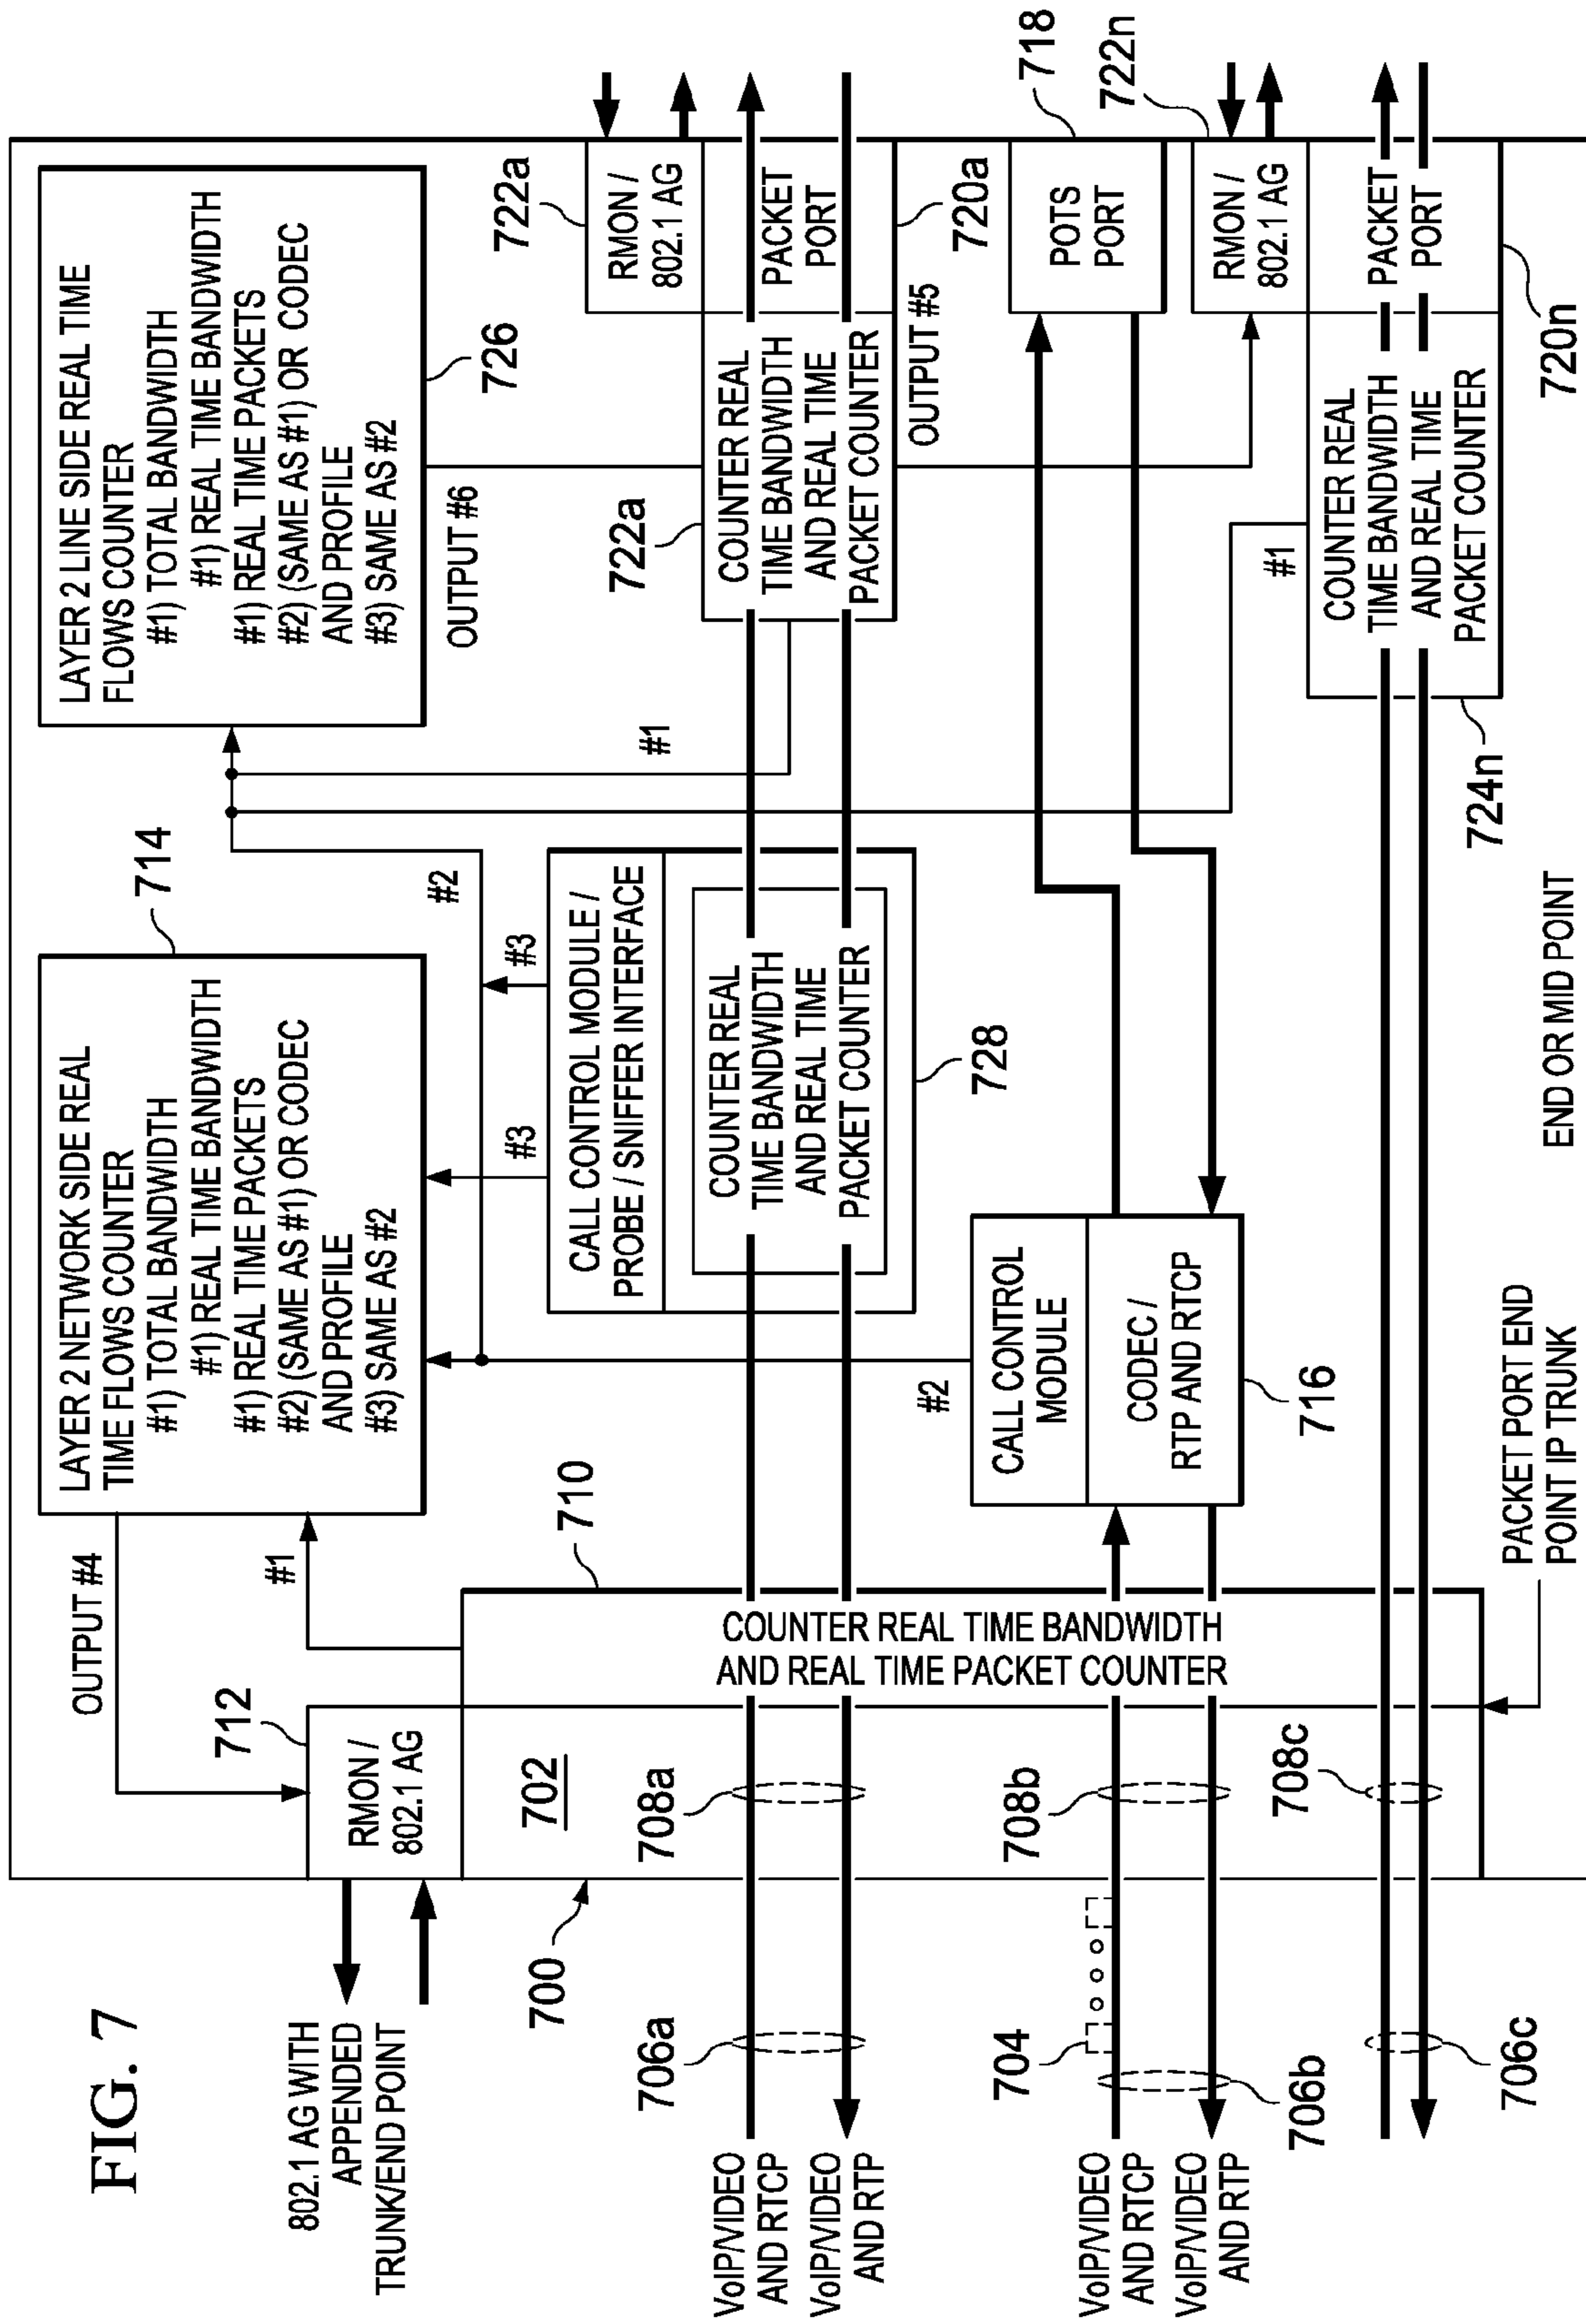 FIG. 7
802.1 AG WITH
APPENDED
TRUNK/END POINT
700
OUTPUT #4
712
RMON /
802.1 AG
702
#1
710
LAYER 2 NETWORK SIDE REAL
TIME FLOWS COUNTER
#1) TOTAL BANDWIDTH
#1) REAL TIME BANDWIDTH
#1) REAL TIME PACKETS
#2) (SAME AS #1) OR CODEC
AND PROFILE
#3) SAME AS #2
714
#2
#3
#3
LAYER 2 LINE SIDE REAL TIME
FLOWS COUNTER
#1) TOTAL BANDWIDTH
#1) REAL TIME BANDWIDTH
#1) REAL TIME PACKETS
#2) (SAME AS #1) OR CODEC
AND PROFILE
#3) SAME AS #2
OUTPUT #6
726
#1
722a
RMON /
802.1 AG
722a
VoIP/VIDEO
AND RTCP
VoIP/VIDEO
AND RTP
706a
708a
COUNTER REAL TIME BANDWIDTH
AND REAL TIME PACKET COUNTER
CALL CONTROL MODULE /
PROBE / SNIFFER INTERFACE
COUNTER REAL
TIME BANDWIDTH
AND REAL TIME
PACKET COUNTER
728
COUNTER REAL
TIME BANDWIDTH
AND REAL TIME
PACKET COUNTER
PACKET
PORT
OUTPUT #5
720a
VoIP/VIDEO
AND RTCP
VoIP/VIDEO
AND RTP
704
706b
708b
#2
CALL CONTROL
MODULE
CODEC /
RTP AND RTCP
716
POTS
PORT
718
722n
RMON /
802.1 AG
#1
706c
708c
COUNTER REAL
TIME BANDWIDTH
AND REAL TIME
PACKET COUNTER
PACKET
PORT
724n
720n
PACKET PORT END
POINT IP TRUNK
END OR MID POINT